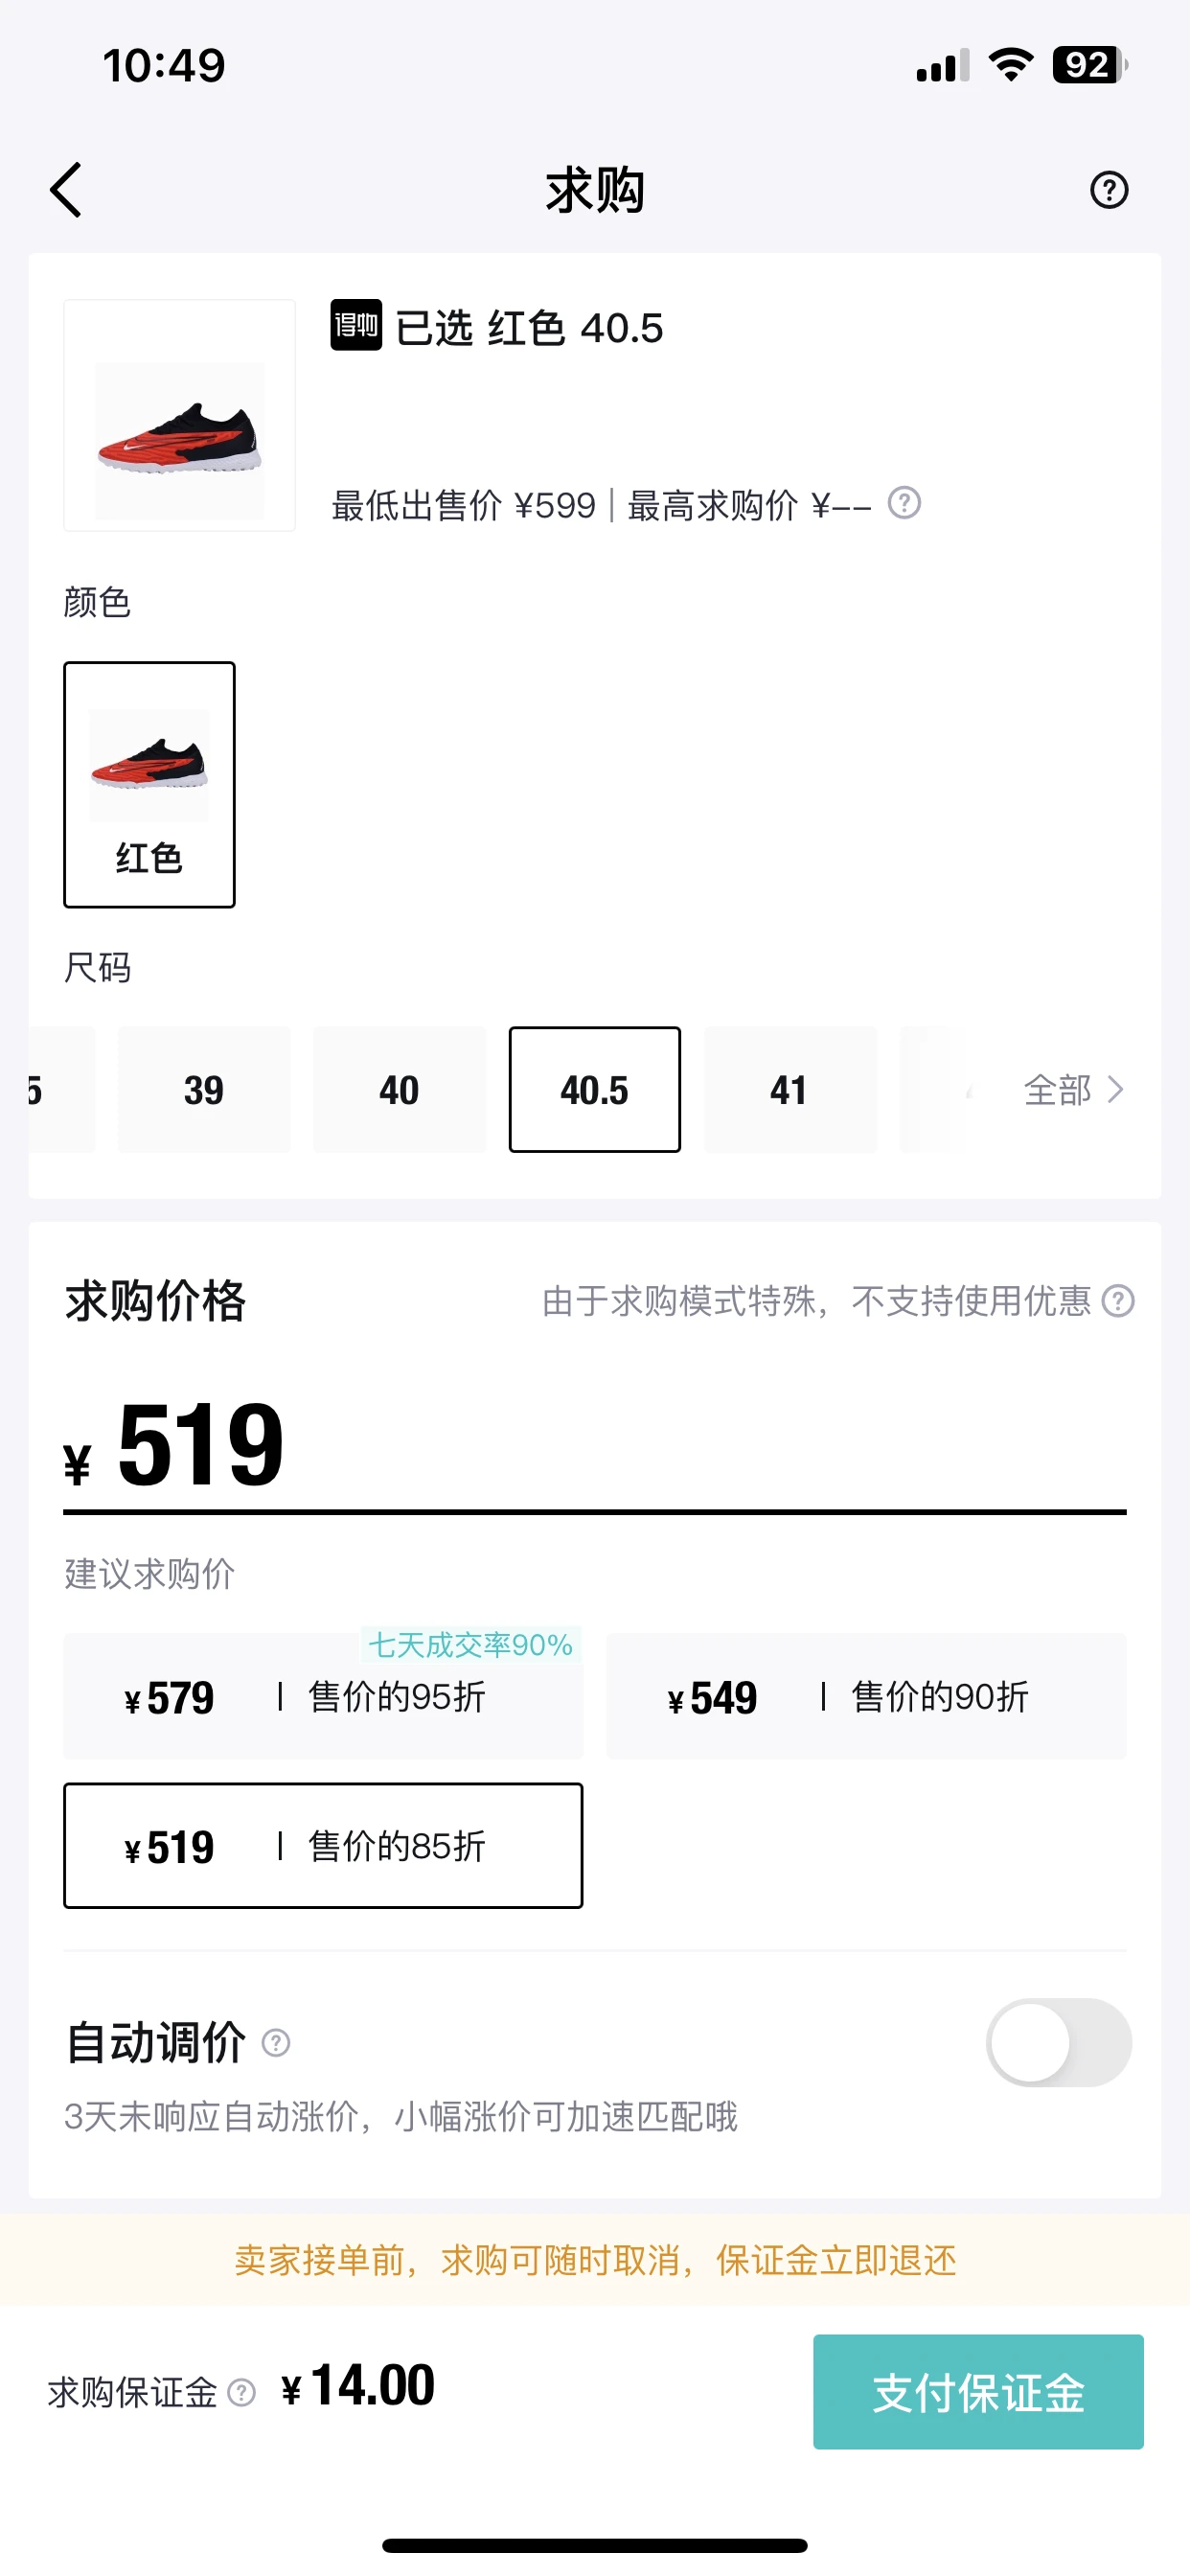 10:49
92
求购
得物 已选 红色 40.5
最低出售价 ¥599 | 最高求购价 ¥--
颜色
红色
尺码
5 39 40 40.5 41 全部
求购价格 由于求购模式特殊，不支持使用优惠
¥ 519
建议求购价
七天成交率90%
¥579 | 售价的95折 ¥549 | 售价的90折
¥519 | 售价的85折
自动调价
3天未响应自动涨价，小幅涨价可加速匹配哦
卖家接单前，求购可随时取消，保证金立即退还
求购保证金 ¥14.00 支付保证金